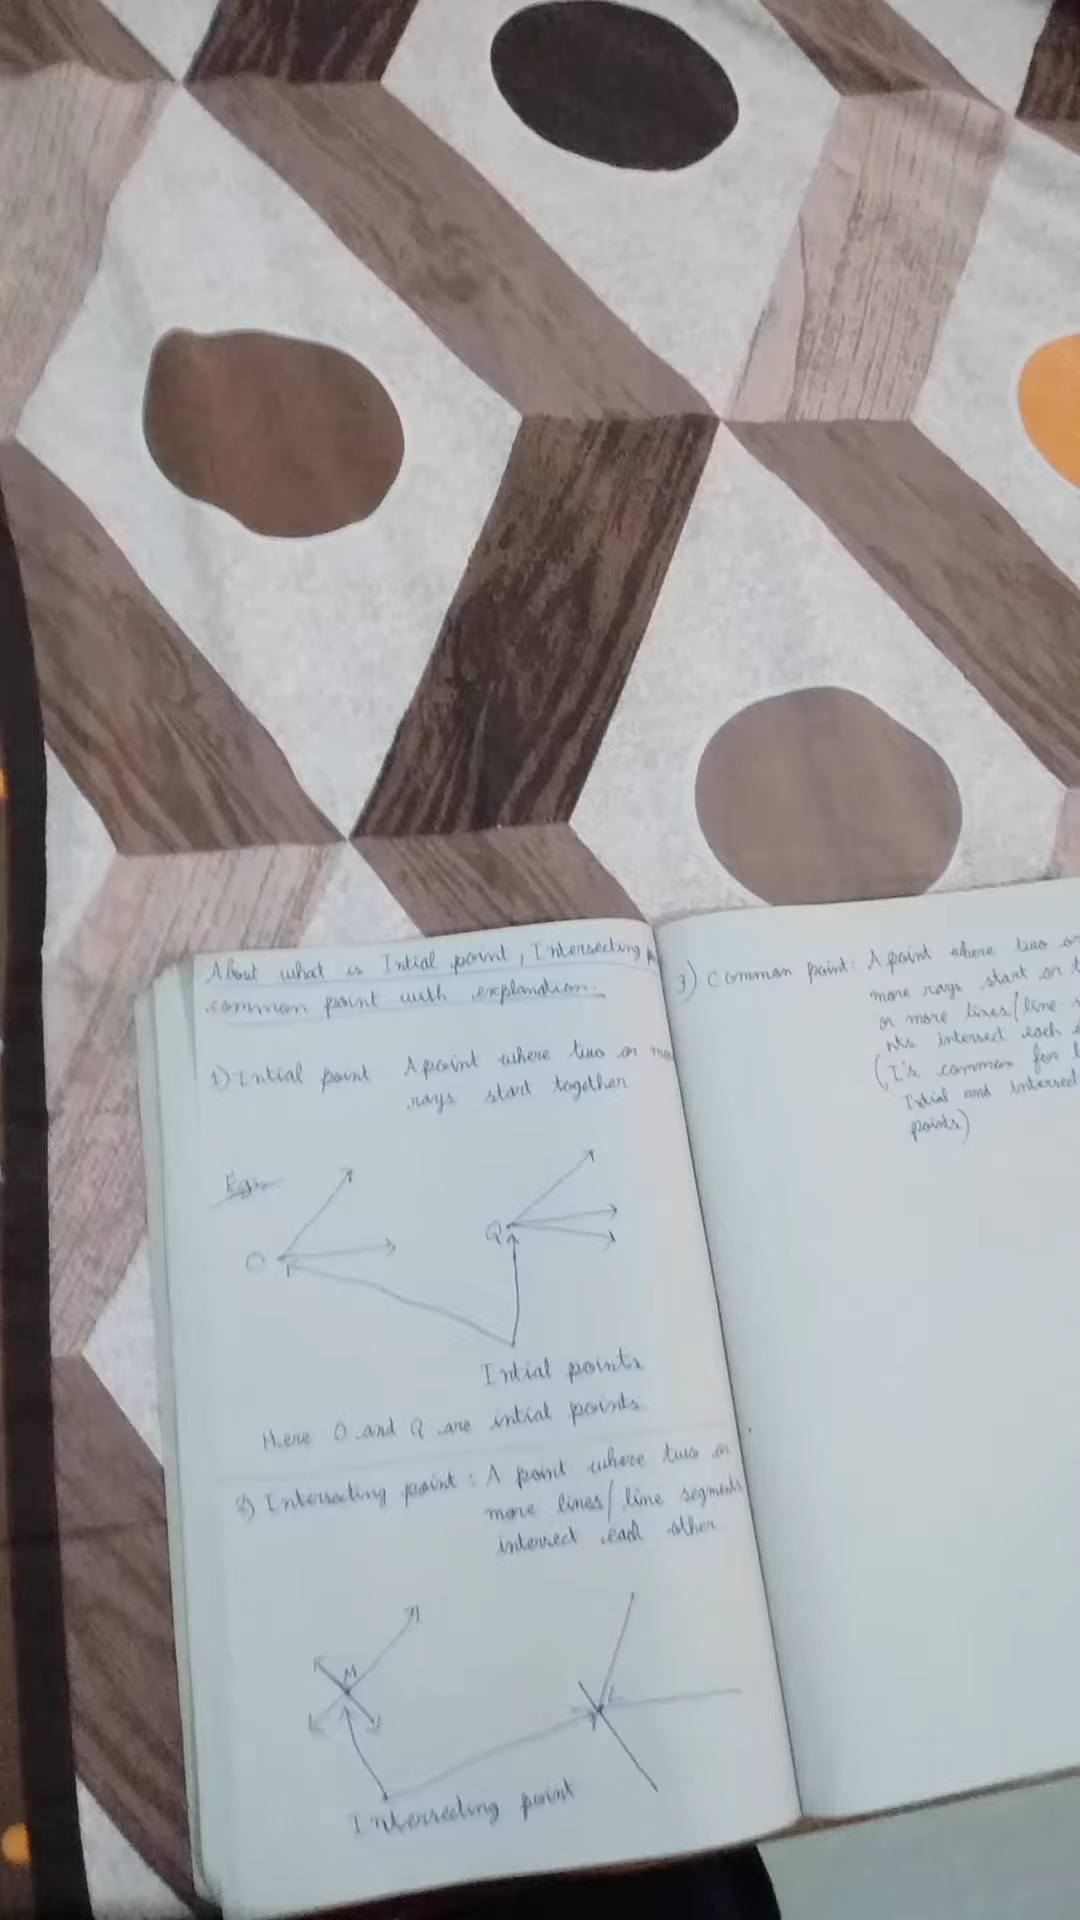 About what is Intial point, Intersecting
common point with explanation.
1) Intial point A point where two or
rays start together
Eg:-
O
Q
Intial points
Here O and Q are intial points
2) Intersecting point : A point where two or
more lines/line segments
intersect each other
M
L
Intersecting point
3) Common point: A point where two or
more rays start or
or more lines/line
nts intersect each
(I's common for
Intial and intersect
points)